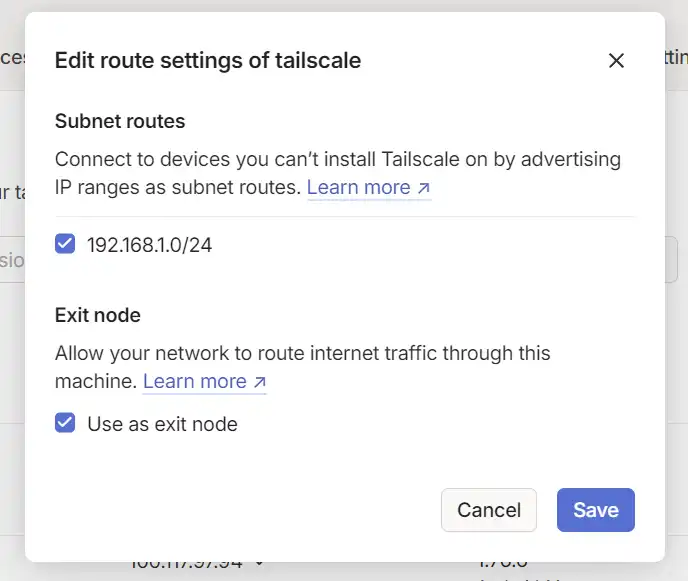 Edit route settings of tailscale
Subnet routes
Connect to devices you can’t install Tailscale on by advertising
IP ranges as subnet routes. Learn more ↗
192.168.1.0/24
Exit node
Allow your network to route internet traffic through this
machine. Learn more ↗
Use as exit node
Cancel Save